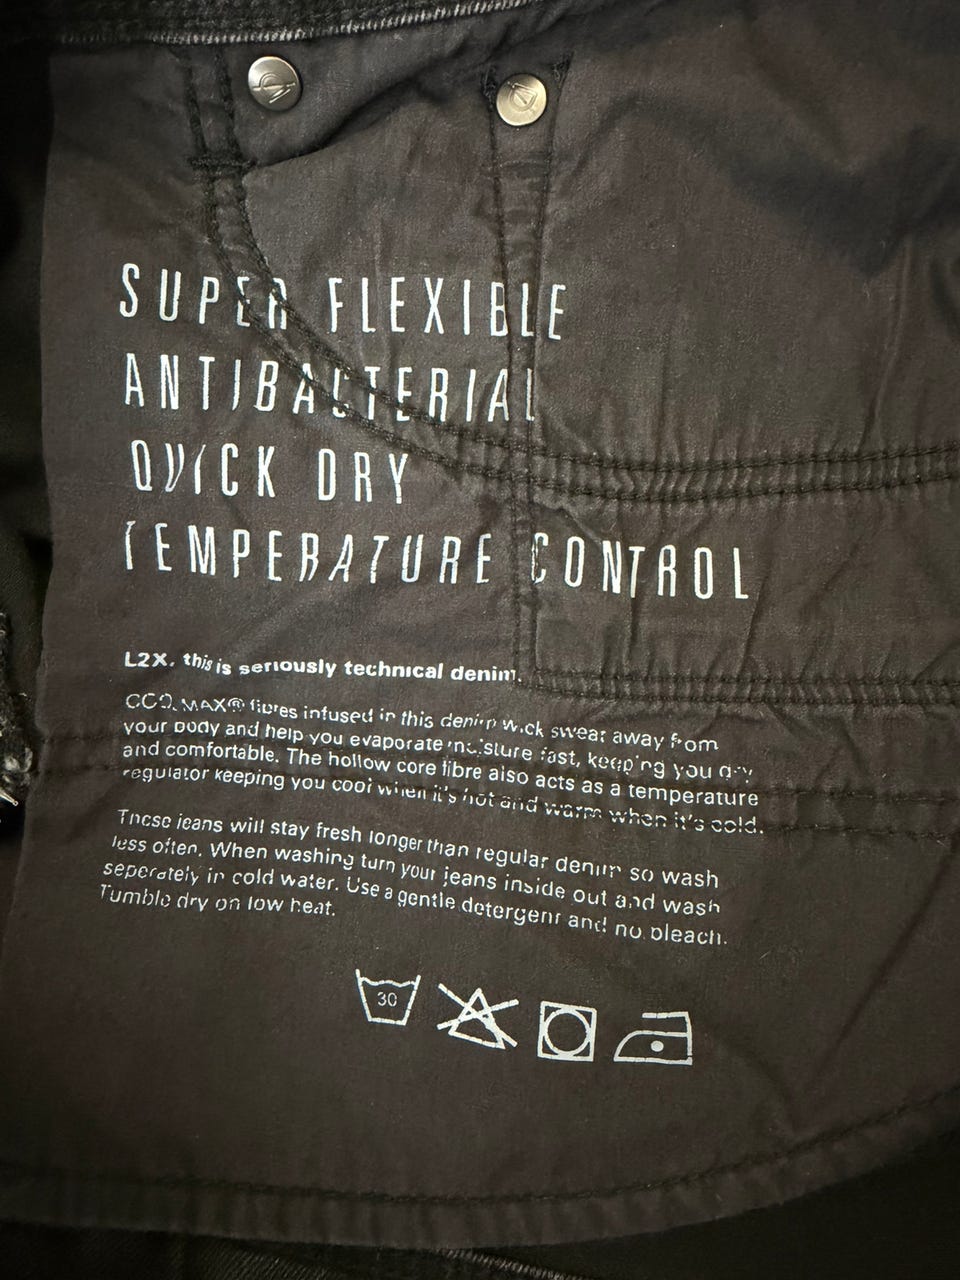 SUPER FLEXIBLE
ANTIBACTERIAL
QUICK DRY
TEMPERATURE CONTROL
L2X. this is seriously technical denim.
COOLMAX® fibres infused in this denim wick sweat away from
your body and help you evaporate moisture fast, keeping you dry
and comfortable. The hollow core fibre also acts as a temperature
regulator keeping you cool when it's hot and warm when it's cold.
These jeans will stay fresh longer than regular denim so wash
less often. When washing turn your jeans inside out and wash
seperately in cold water. Use a gentle detergent and no bleach.
Tumble dry on low heat.
30